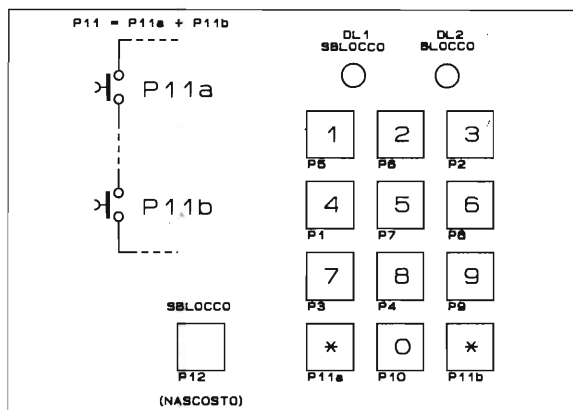 P11 = P11a + P11b
DL1 SBLOCCO
DL2 BLOCCO
P11a
1 2 3
P5 P6 P2
P11b
4 5 6
P1 P7 P8
7 8 9
P3 P4 P9
SBLOCCO
* 0 *
P12 P11a P10 P11b
(NASCOSTO)